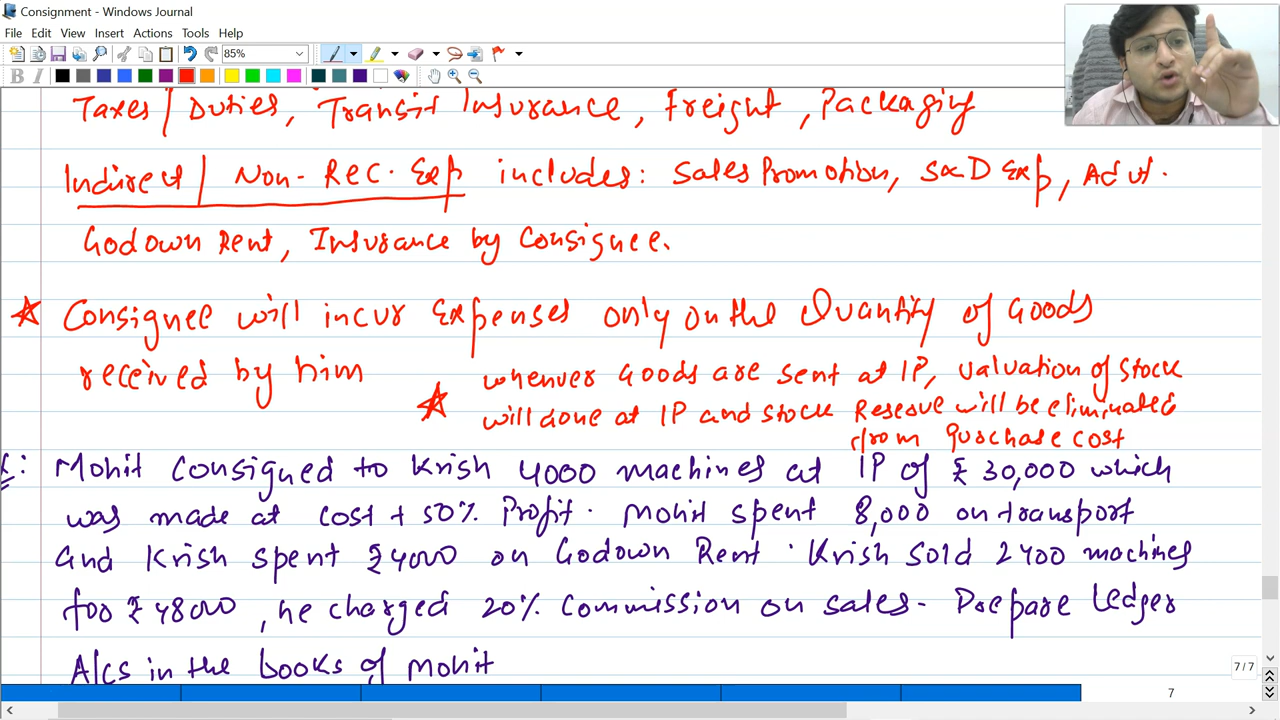 Consignment - Windows Journal
File Edit View Insert Actions Tools Help
85%
B I
Taxes / Duties, Transit Insurance, Freight, Packaging
Indirect / Non-Rec. Exp includes: Sales Promotion, S&D Exp, Advt.
Godown Rent, Insurance by Consignee.
Consignee will incur Expenses only on the Quantity of Goods
received by him
whenver Goods are sent at IP, valuation of stock
will done at IP and stock Reserve will be eliminated
from purchase cost
Mohit Consigned to Krish 4000 machines at IP of ₹ 30,000 which
was made at cost + 50% Profit. Mohit spent 8,000 on transport
and Krish spent ₹4000 on Godown Rent. Krish sold 2400 machines
for ₹ 48000, he charged 20% Commission on sales. Prepare Ledger
A/cs in the books of Mohit
7/7
7